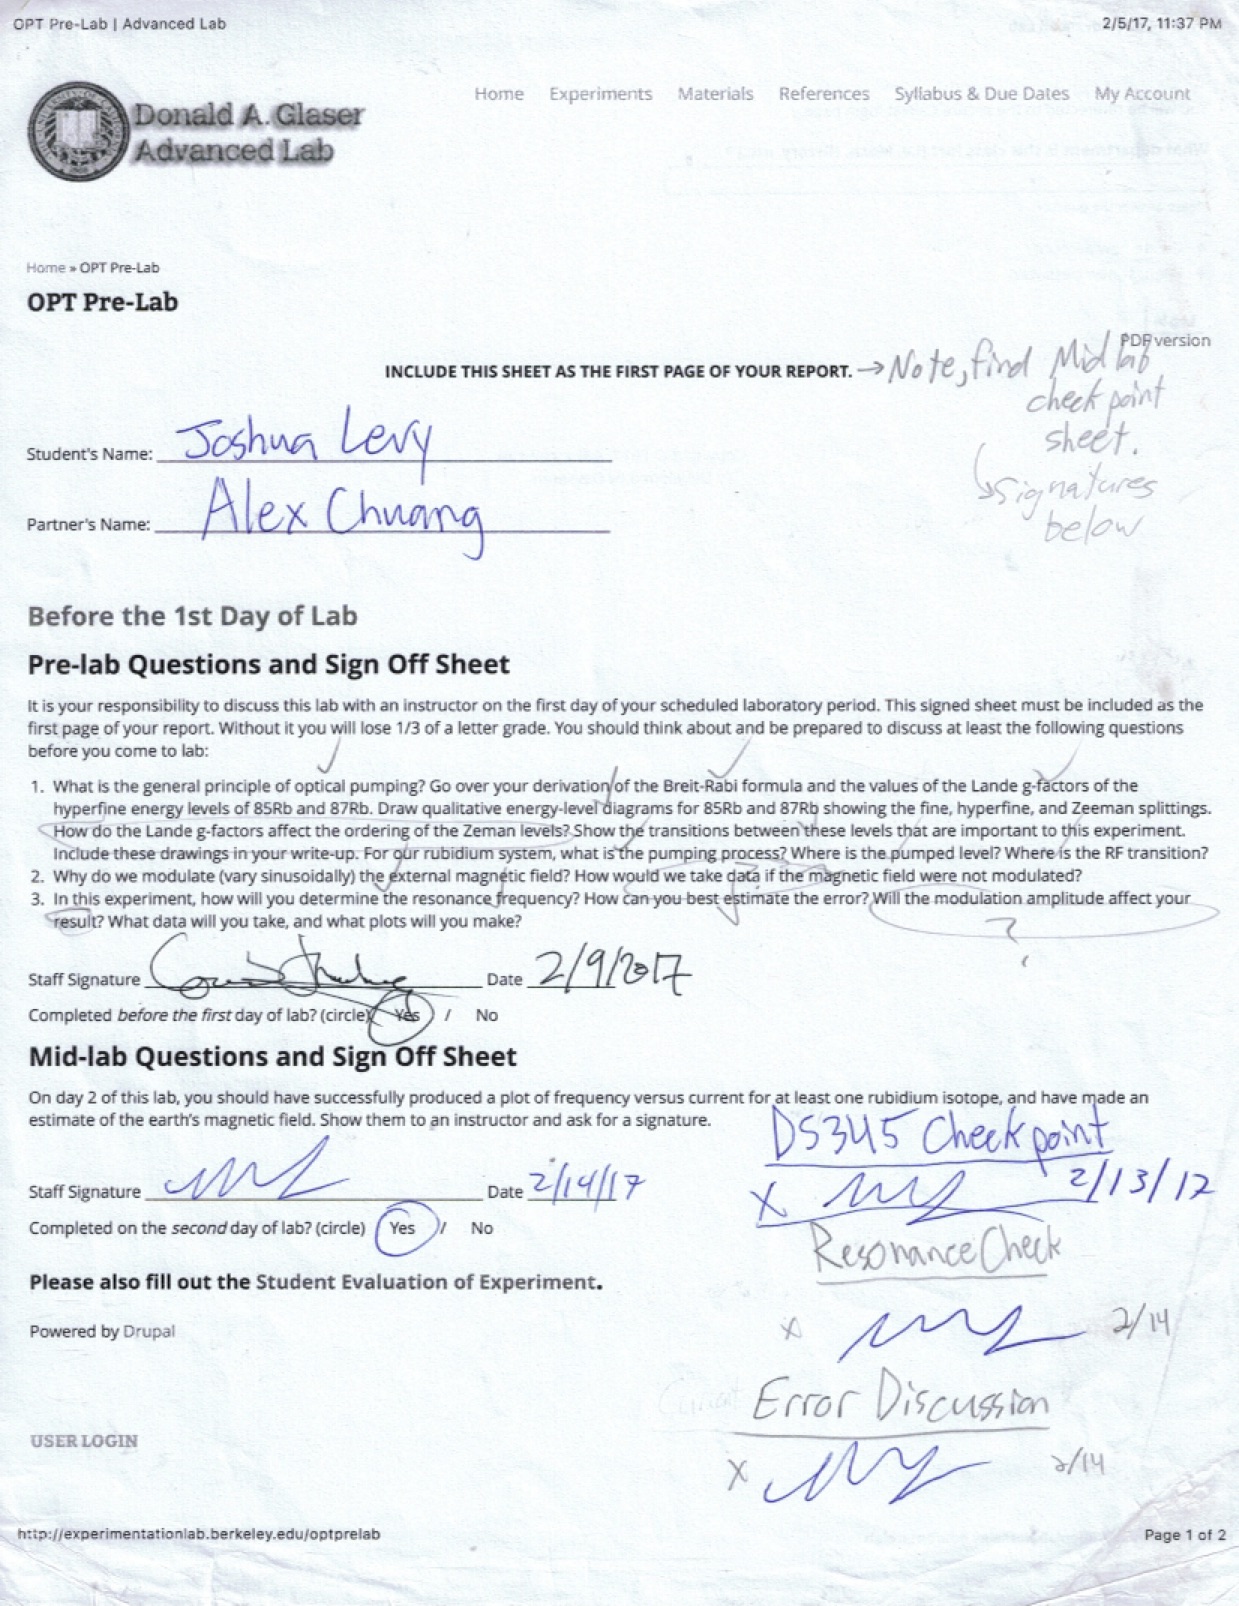 OPT Pre-Lab | Advanced Lab
2/5/17, 11:37 PM
Donald A. Glaser
Advanced Lab
Home Experiments Materials References Syllabus & Due Dates My Account
Home » OPT Pre-Lab
OPT Pre-Lab
PDF version
INCLUDE THIS SHEET AS THE FIRST PAGE OF YOUR REPORT. → Note, find Mid lab
check point
sheet.
signatures
below
Student's Name: Joshua Levy
Partner's Name: Alex Chuang
Before the 1st Day of Lab
Pre-lab Questions and Sign Off Sheet
It is your responsibility to discuss this lab with an instructor on the first day of your scheduled laboratory period. This signed sheet must be included as the
first page of your report. Without it you will lose 1/3 of a letter grade. You should think about and be prepared to discuss at least the following questions
before you come to lab:
1. What is the general principle of optical pumping? Go over your derivation of the Breit-Rabi formula and the values of the Lande g-factors of the
hyperfine energy levels of 85Rb and 87Rb. Draw qualitative energy-level diagrams for 85Rb and 87Rb showing the fine, hyperfine, and Zeeman splittings.
How do the Lande g-factors affect the ordering of the Zeman levels? Show the transitions between these levels that are important to this experiment.
Include these drawings in your write-up. For our rubidium system, what is the pumping process? Where is the pumped level? Where is the RF transition?
2. Why do we modulate (vary sinusoidally) the external magnetic field? How would we take data if the magnetic field were not modulated?
3. In this experiment, how will you determine the resonance frequency? How can you best estimate the error? Will the modulation amplitude affect your
result? What data will you take, and what plots will you make?
?
Staff Signature Date 2/9/2017
Completed before the first day of lab? (circle) Yes / No
Mid-lab Questions and Sign Off Sheet
On day 2 of this lab, you should have successfully produced a plot of frequency versus current for at least one rubidium isotope, and have made an
estimate of the earth's magnetic field. Show them to an instructor and ask for a signature.
DS345 Checkpoint
Staff Signature Date 2/14/17
X 2/13/17
Completed on the second day of lab? (circle) Yes / No
Resonance Check
Please also fill out the Student Evaluation of Experiment.
Powered by Drupal
X 2/14
Error Discussion
USER LOGIN
X 2/14
http://experimentationlab.berkeley.edu/optprelab
Page 1 of 2